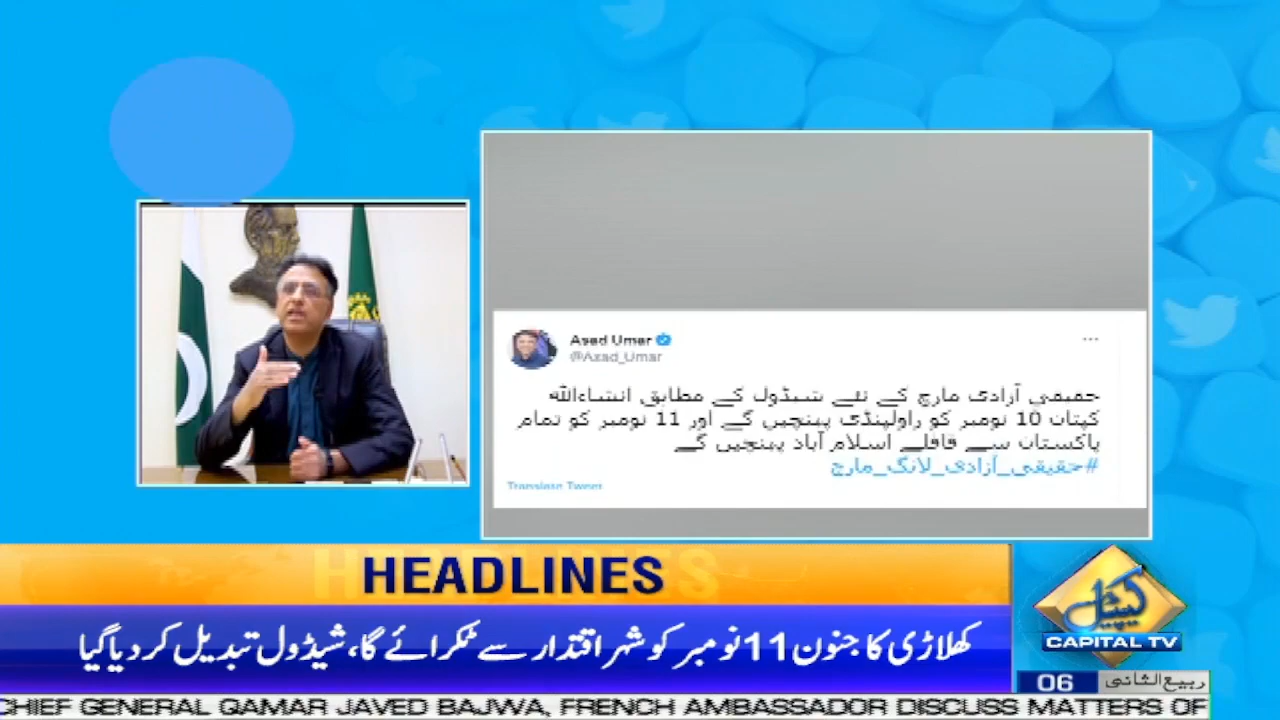 Asad Umar
@Asad_Umar
حقیقی آزادی مارچ کے نئے شیڈول کے مطابق انشاءاللہ
کپتان 10 نومبر کو راولپنڈی پہنچیں گے اور 11 نومبر کو تمام
پاکستان سے قافلے اسلام آباد پہنچیں گے
#حقیقی_آزادی_لانگ_مارچ
Translate Tweet
HEADLINES
کھلاڑی کا جنون 11 نومبر کو شہر اقتدار سے ٹکرائے گا، شیڈول تبدیل کر دیا گیا
کیپیٹل
CAPITAL TV
06 ربیع الثانی
CHIEF GENERAL QAMAR JAVED BAJWA, FRENCH AMBASSADOR DISCUSS MATTERS OF